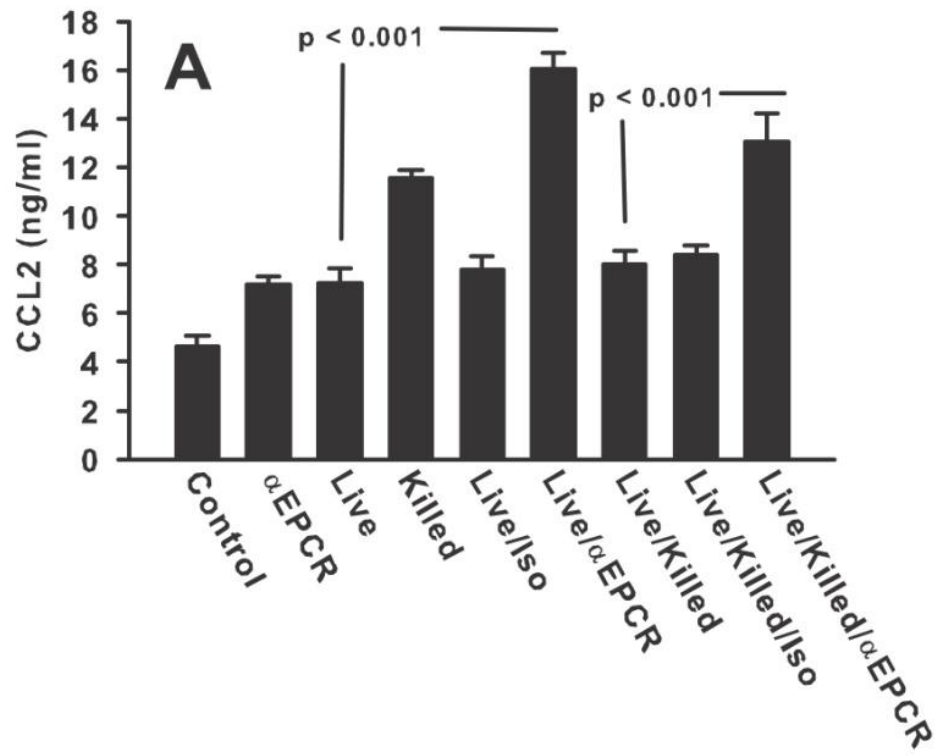 A
CCL2 (ng/ml)
18
16
14
12
10
8
6
4
2
0
p < 0.001
p < 0.001
Control
αEPCR
Live
Killed
Live/Iso
Live/αEPCR
Live/Killed
Live/Killed/Iso
Live/Killed/αEPCR